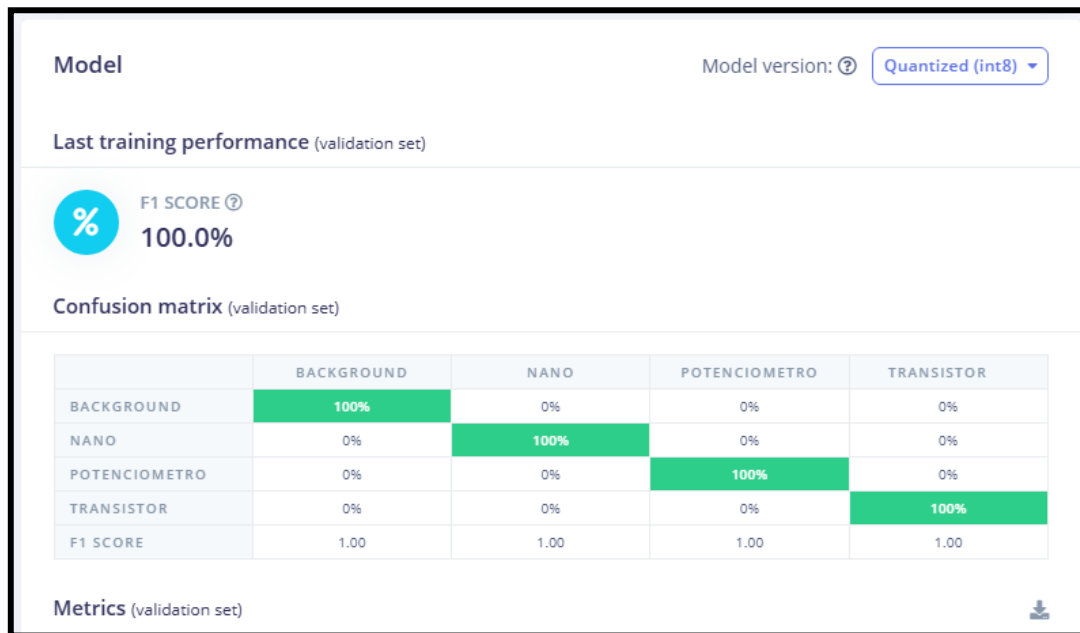 Model
Model version: Quantized (int8)
Last training performance (validation set)
%
F1 SCORE
100.0%
Confusion matrix (validation set)
BACKGROUND NANO POTENCIOMETRO TRANSISTOR
BACKGROUND 100% 0% 0% 0%
NANO 0% 100% 0% 0%
POTENCIOMETRO 0% 0% 100% 0%
TRANSISTOR 0% 0% 0% 100%
F1 SCORE 1.00 1.00 1.00 1.00
Metrics (validation set)